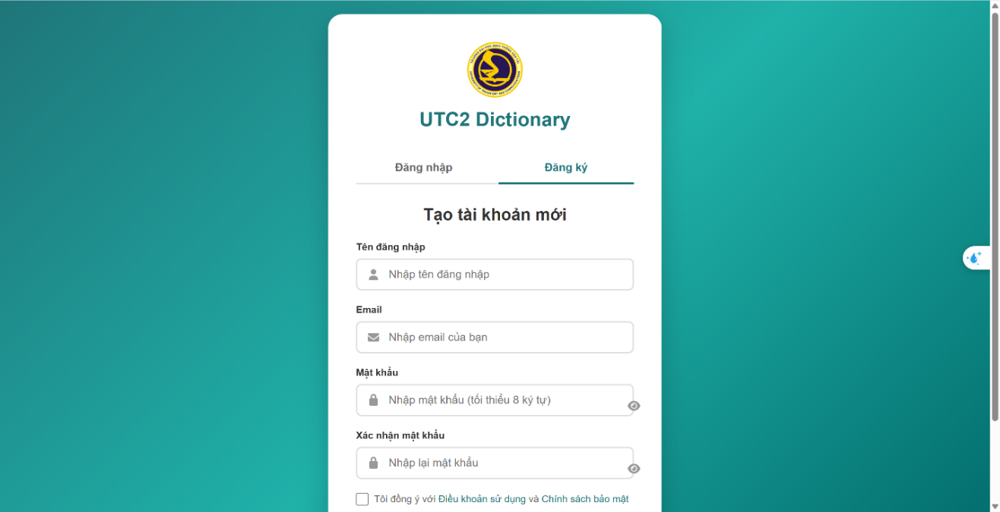 UTC2 Dictionary
Đăng nhập
Đăng ký
Tạo tài khoản mới
Tên đăng nhập
Nhập tên đăng nhập
Email
Nhập email của bạn
Mật khẩu
Nhập mật khẩu (tối thiểu 8 ký tự)
Xác nhận mật khẩu
Nhập lại mật khẩu
Tôi đồng ý với Điều khoản sử dụng và Chính sách bảo mật